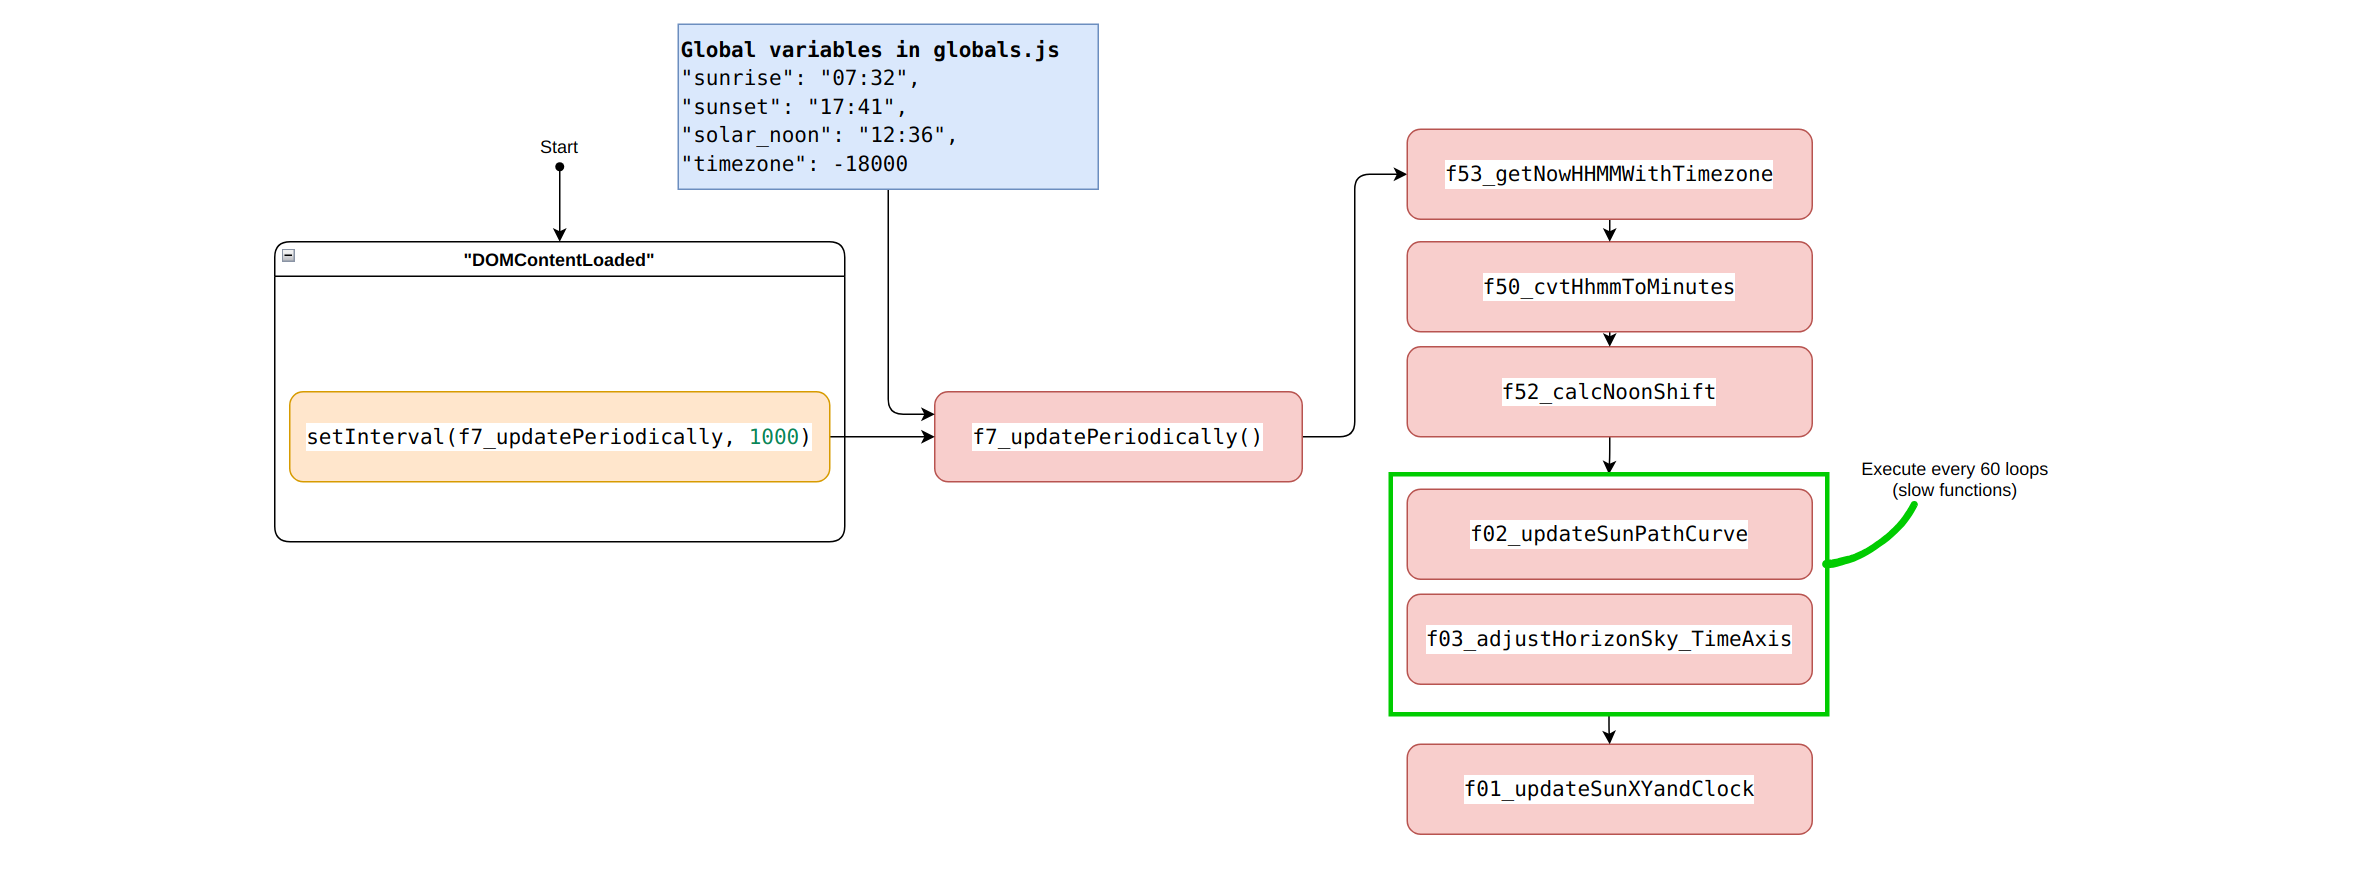 Global variables in globals.js
"sunrise": "07:32",
"sunset": "17:41",
"solar_noon": "12:36",
"timezone": -18000
Start
"DOMContentLoaded"
setInterval(f7_updatePeriodically, 1000)
f7_updatePeriodically()
f53_getNowHHMMWithTimezone
f50_cvtHhmmToMinutes
f52_calcNoonShift
Execute every 60 loops
(slow functions)
f02_updateSunPathCurve
f03_adjustHorizonSky_TimeAxis
f01_updateSunXYandClock